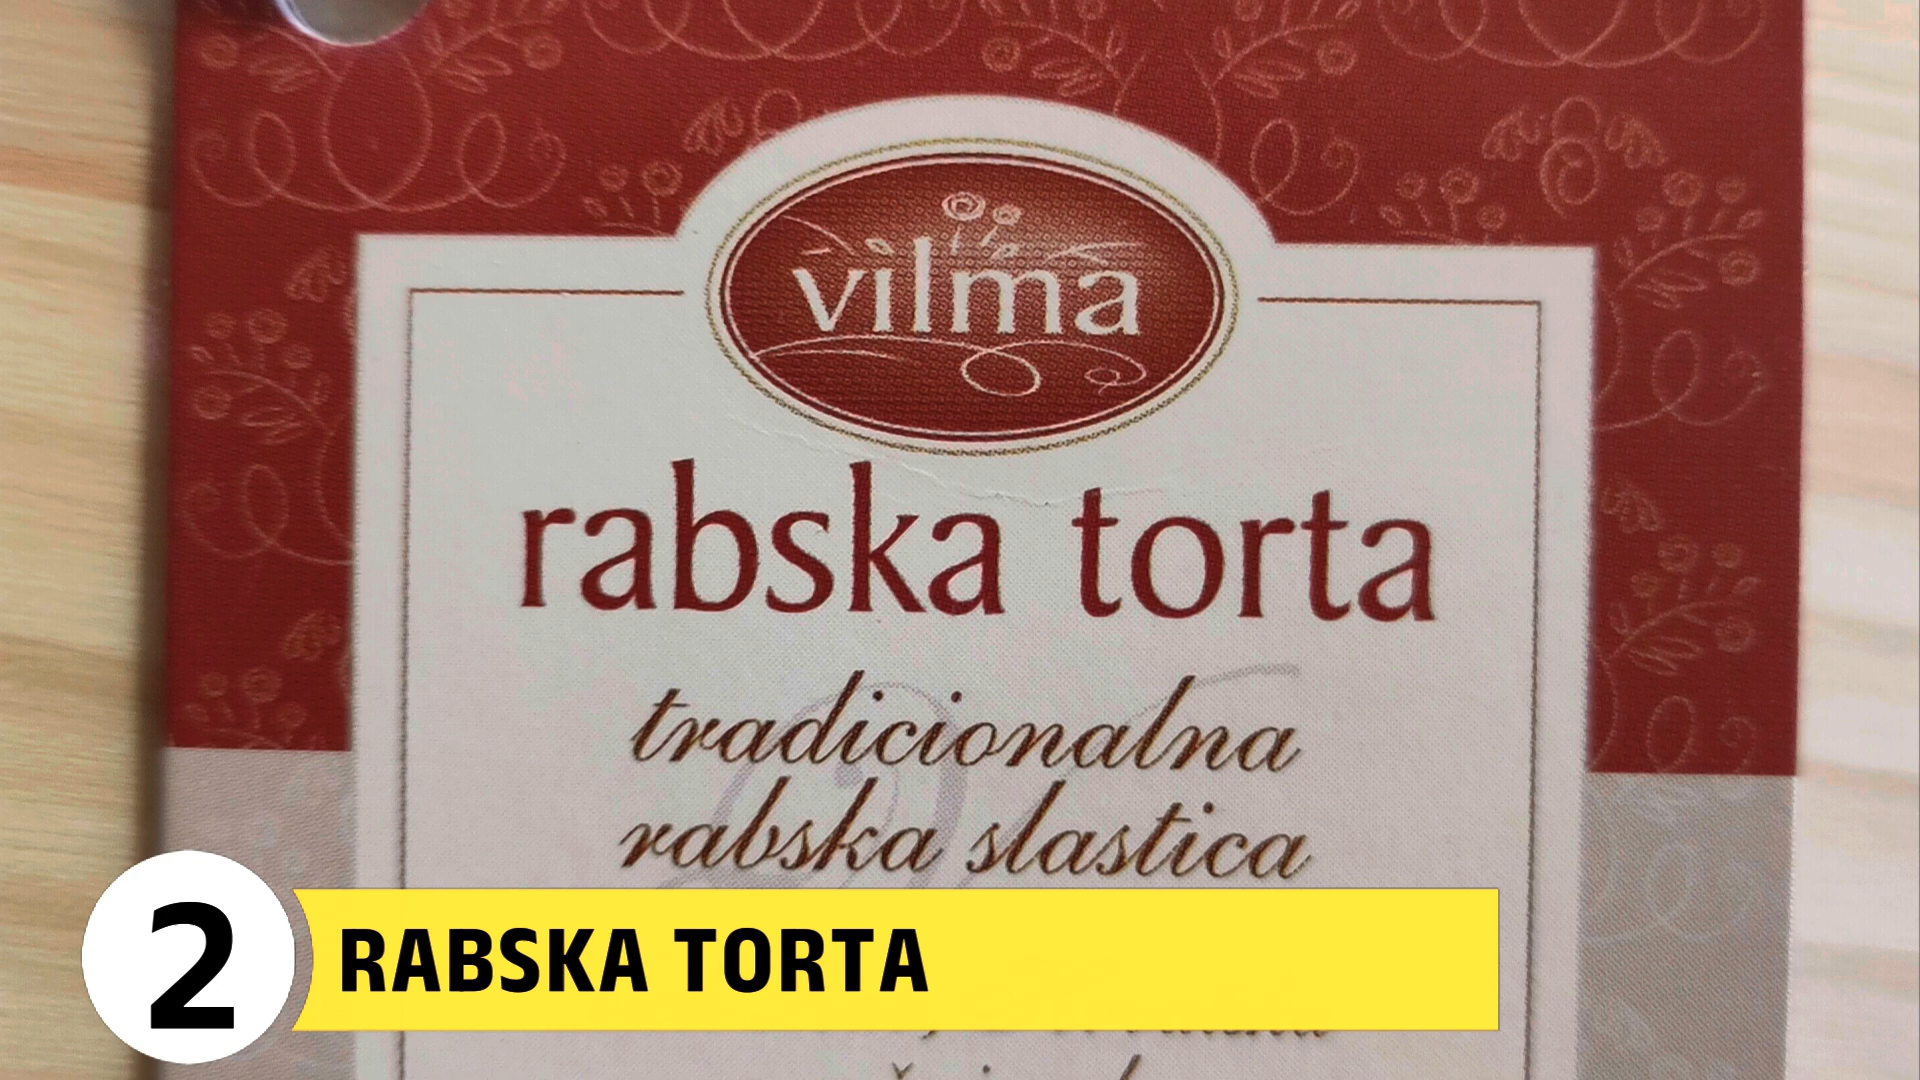 vilma
rabska torta
tradicionalna
rabska slastica
2
RABSKA TORTA